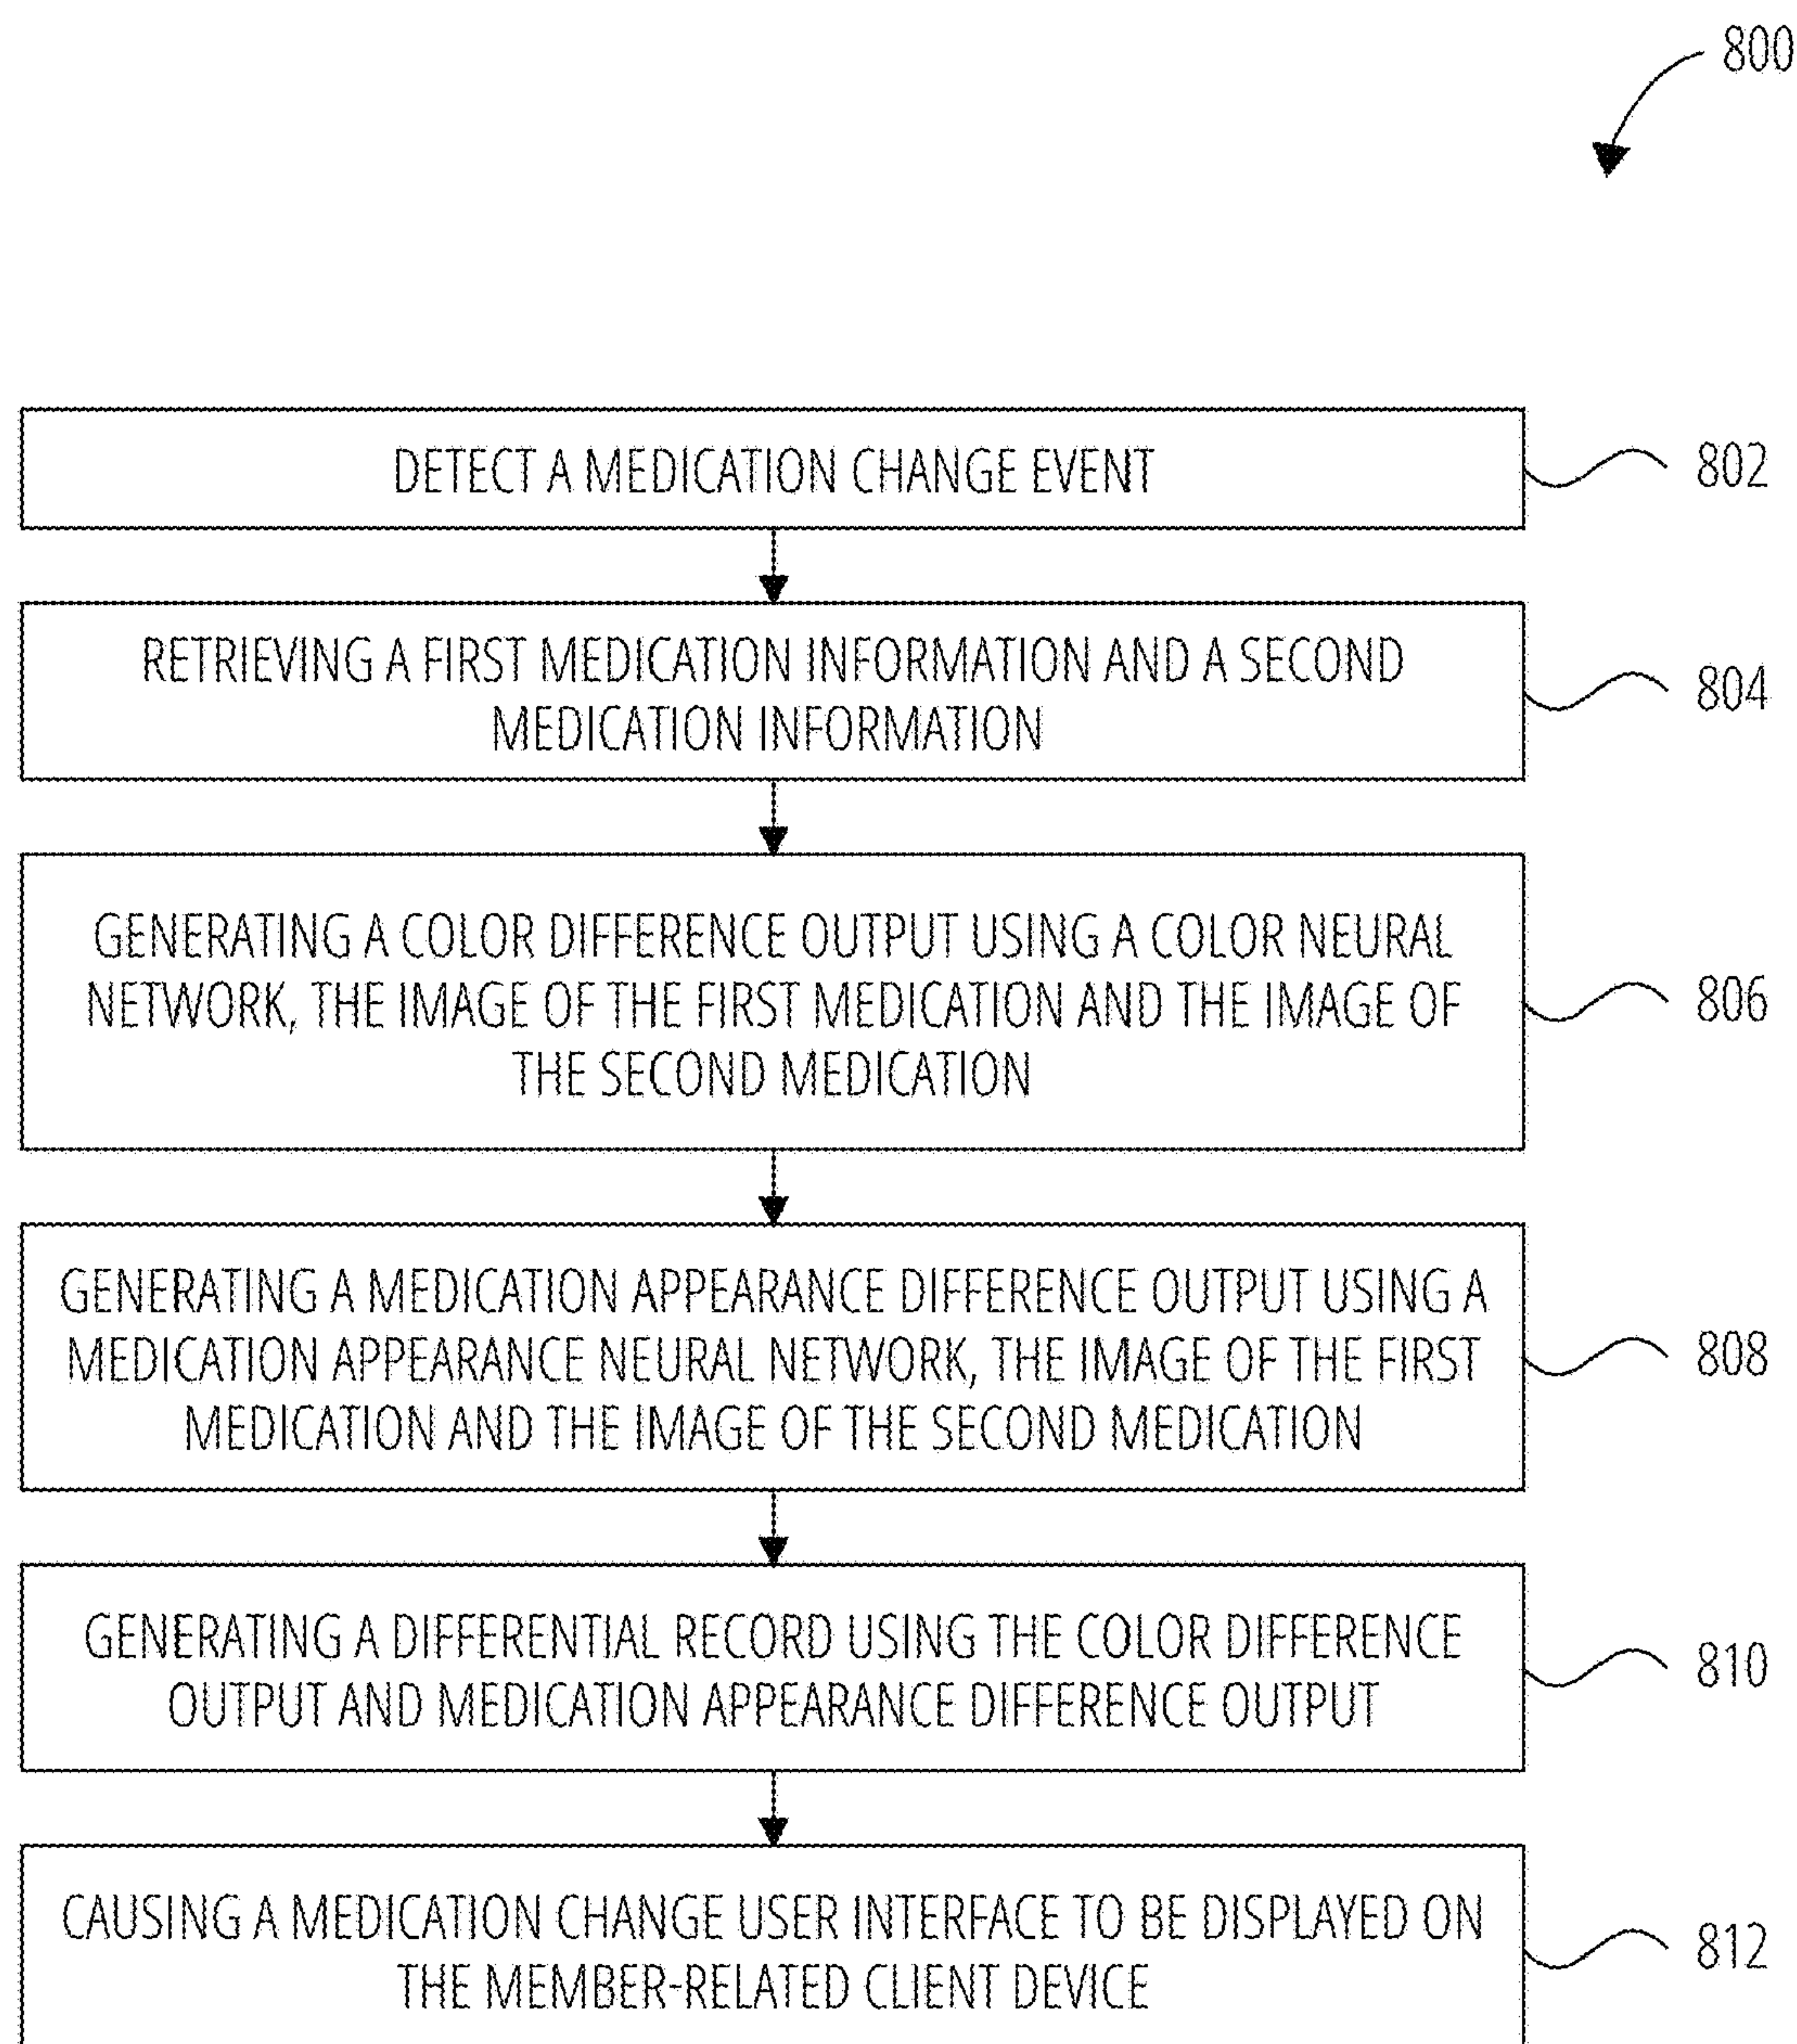 800
DETECT A MEDICATION CHANGE EVENT
802
RETRIEVING A FIRST MEDICATION INFORMATION AND A SECOND
MEDICATION INFORMATION
804
GENERATING A COLOR DIFFERENCE OUTPUT USING A COLOR NEURAL
NETWORK, THE IMAGE OF THE FIRST MEDICATION AND THE IMAGE OF
THE SECOND MEDICATION
806
GENERATING A MEDICATION APPEARANCE DIFFERENCE OUTPUT USING A
MEDICATION APPEARANCE NEURAL NETWORK, THE IMAGE OF THE FIRST
MEDICATION AND THE IMAGE OF THE SECOND MEDICATION
808
GENERATING A DIFFERENTIAL RECORD USING THE COLOR DIFFERENCE
OUTPUT AND MEDICATION APPEARANCE DIFFERENCE OUTPUT
810
CAUSING A MEDICATION CHANGE USER INTERFACE TO BE DISPLAYED ON
THE MEMBER-RELATED CLIENT DEVICE
812